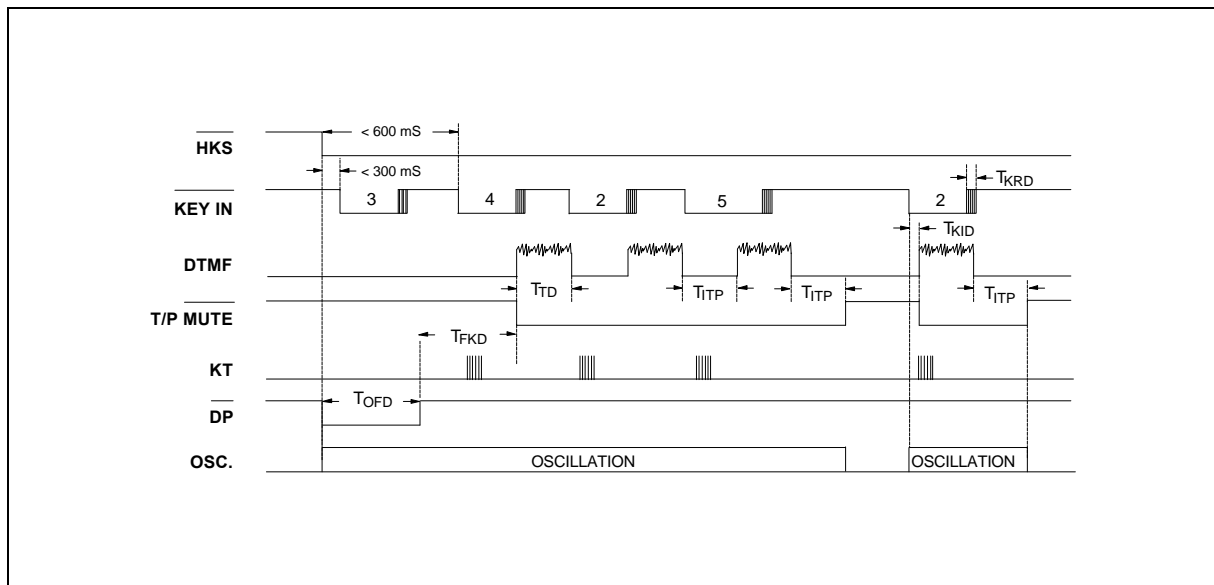 < 600 mS
HKS
< 300 mS
TKRD
KEY IN
3
4
2
5
2
TKID
DTMF
TTD
TITP
TITP
TITP
T/P MUTE
TFKD
KT
TOFD
DP
OSC.
OSCILLATION
OSCILLATION